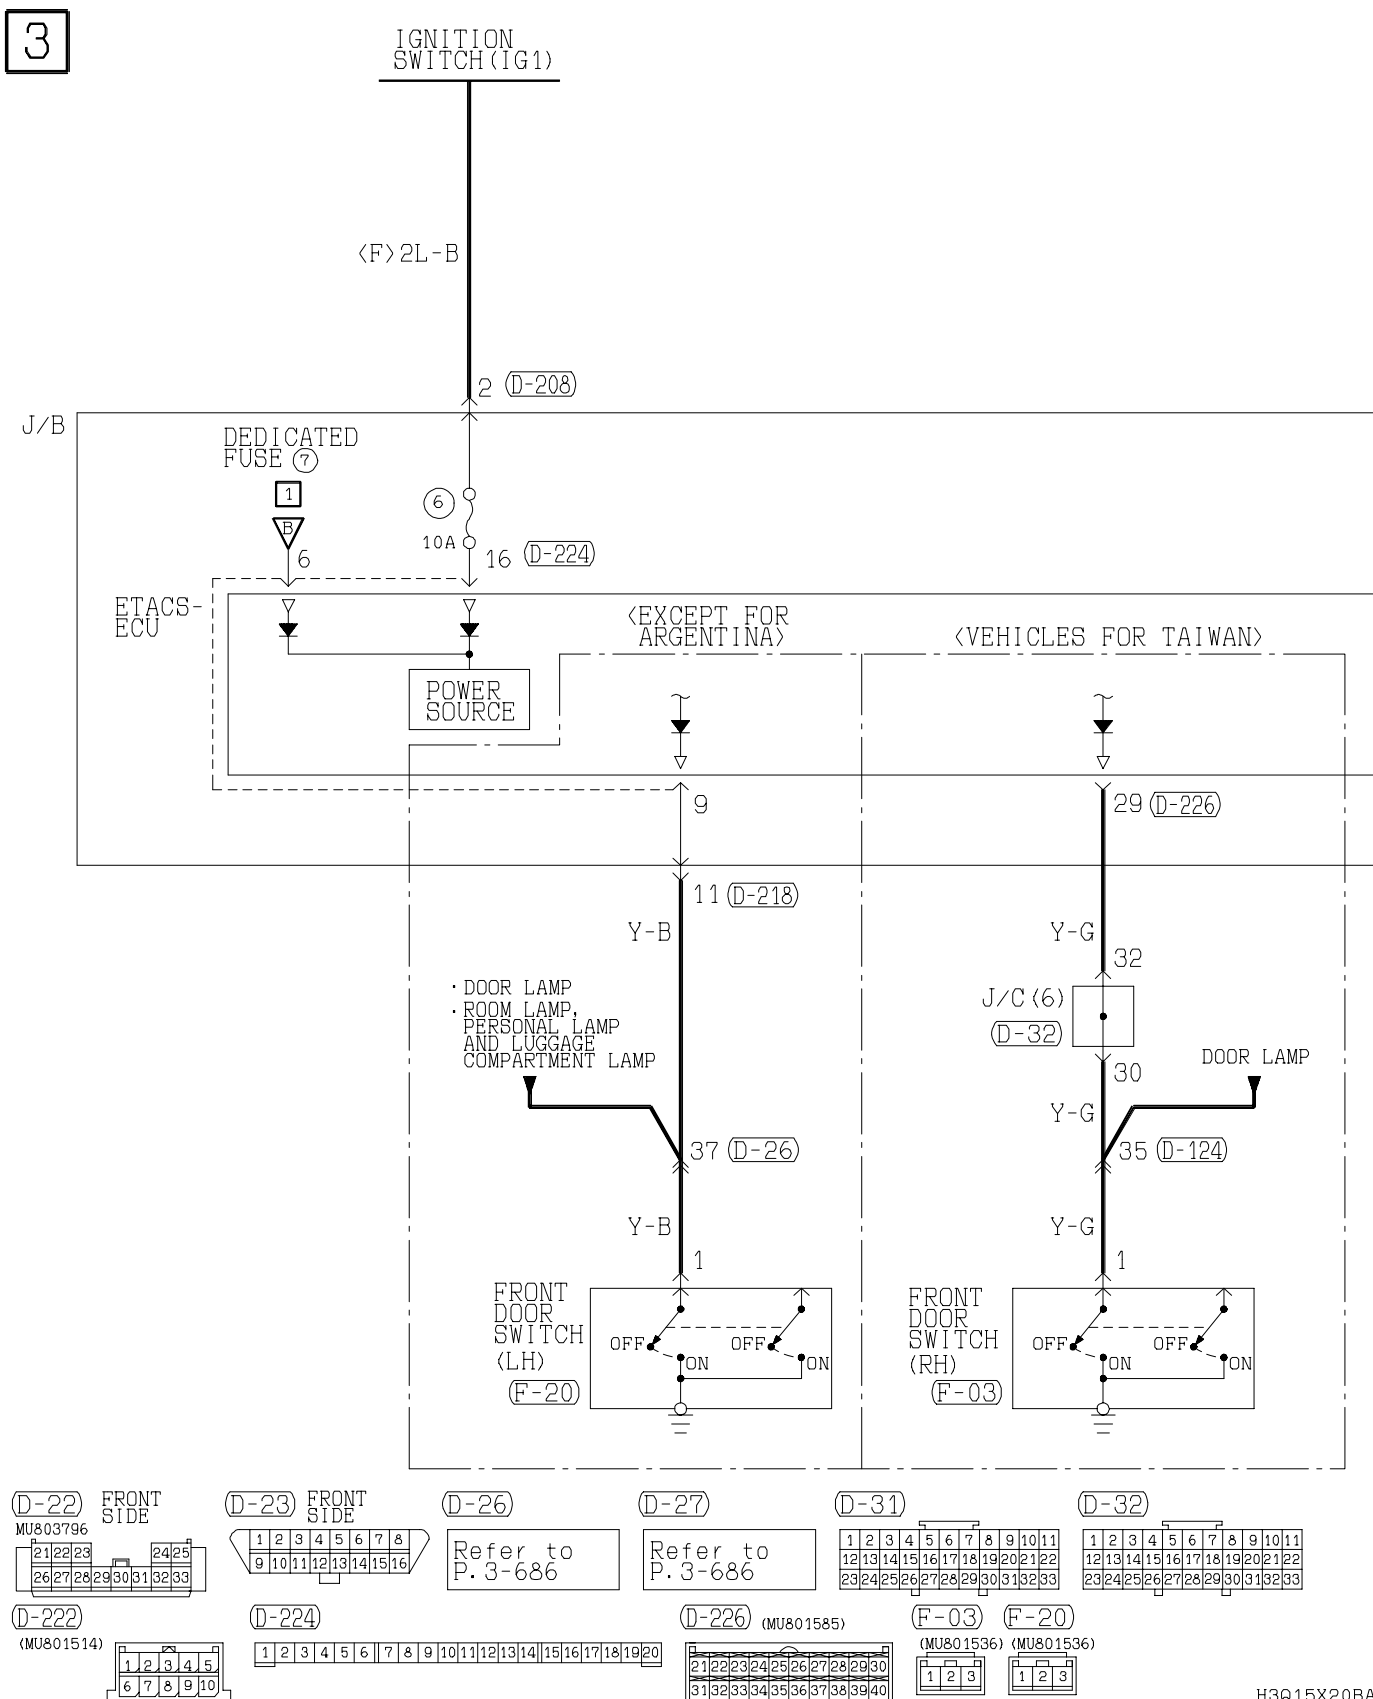 3
IGNITION
SWITCH(IG1)
<F>2L-B
2 D-208
J/B
DEDICATED
FUSE 7
1
B
6
6
10A
16 D-224
ETACS-
ECU
<EXCEPT FOR
ARGENTINA>
<VEHICLES FOR TAIWAN>
POWER
SOURCE
9
29 D-226
11 D-218
Y-B
Y-G
32
· DOOR LAMP
· ROOM LAMP,
PERSONAL LAMP
AND LUGGAGE
COMPARTMENT LAMP
J/C(6)
D-32
DOOR LAMP
30
Y-G
37 D-26
35 D-124
Y-B
Y-G
1
1
FRONT
DOOR
SWITCH
(LH)
F-20
OFF
ON
OFF
ON
FRONT
DOOR
SWITCH
(RH)
F-03
OFF
ON
OFF
ON
D-22 FRONT
SIDE
MU803796
21 22 23 24 25
26 27 28 29 30 31 32 33
D-23 FRONT
SIDE
1 2 3 4 5 6 7 8
9 10 11 12 13 14 15 16
D-26
Refer to
P.3-686
D-27
Refer to
P.3-686
D-31
1 2 3 4 5 6 7 8 9 10 11
12 13 14 15 16 17 18 19 20 21 22
23 24 25 26 27 28 29 30 31 32 33
D-32
1 2 3 4 5 6 7 8 9 10 11
12 13 14 15 16 17 18 19 20 21 22
23 24 25 26 27 28 29 30 31 32 33
D-222
(MU801514)
1 2 3 4 5
6 7 8 9 10
D-224
1 2 3 4 5 6 7 8 9 10 11 12 13 14 15 16 17 18 19 20
D-226 (MU801585)
21 22 23 24 25 26 27 28 29 30
31 32 33 34 35 36 37 38 39 40
F-03
(MU801536)
1 2 3
F-20
(MU801536)
1 2 3
H3Q15X20BA